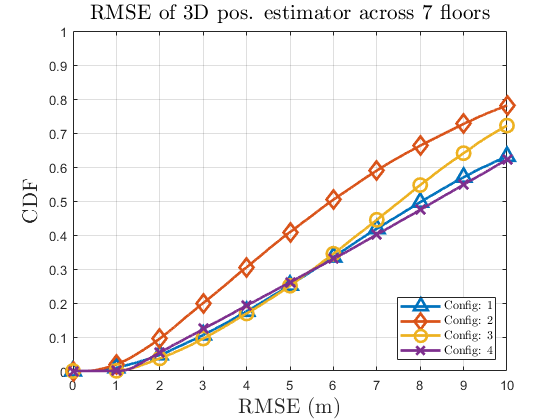 RMSE of 3D pos. estimator across 7 floors
CDF
1
0.9
0.8
0.7
0.6
0.5
0.4
0.3
0.2
0.1
0
0 1 2 3 4 5 6 7 8 9 10
RMSE (m)
Config: 1
Config: 2
Config: 3
Config: 4